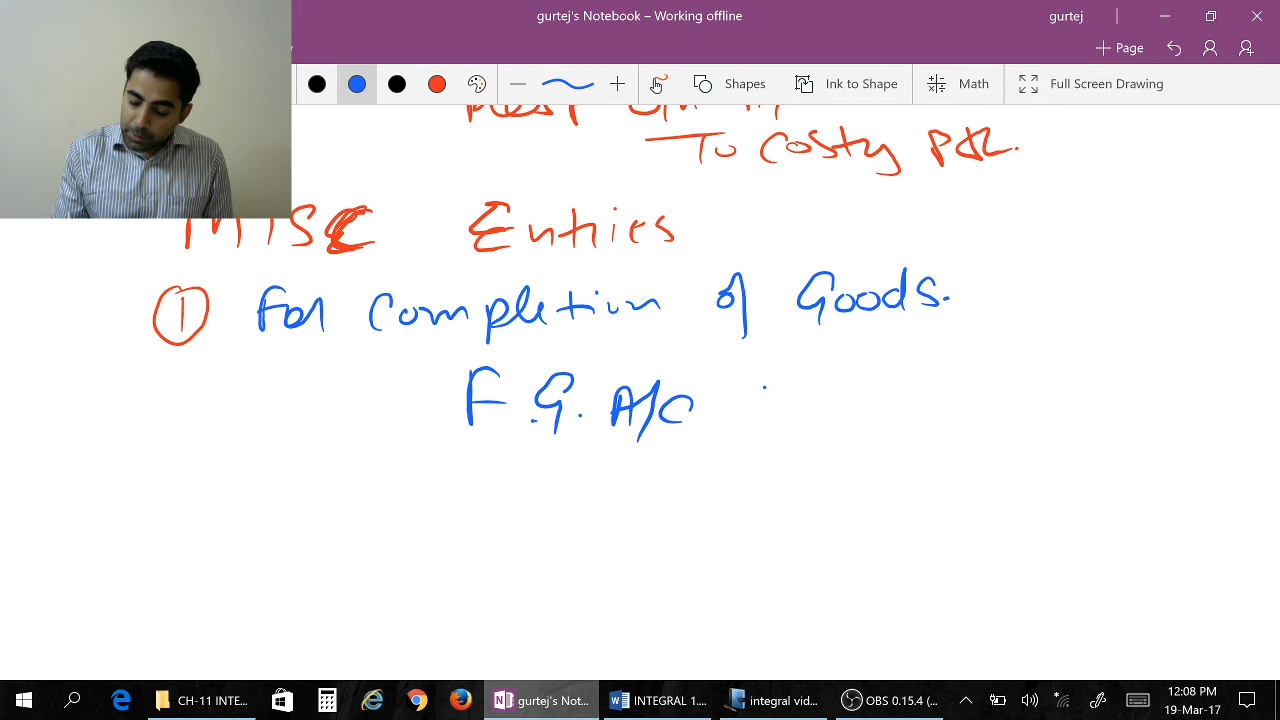 gurtej's Notebook – Working offline
gurtej
Page
Shapes
Ink to Shape
Math
Full Screen Drawing
To Costg P&L.
MISC Entries
① For Completion of Goods.
F.G. A/C
CH-11 INTE...
gurtej's Not...
INTEGRAL 1...
integral vid...
OBS 0.15.4 (...
12:08 PM
19-Mar-17